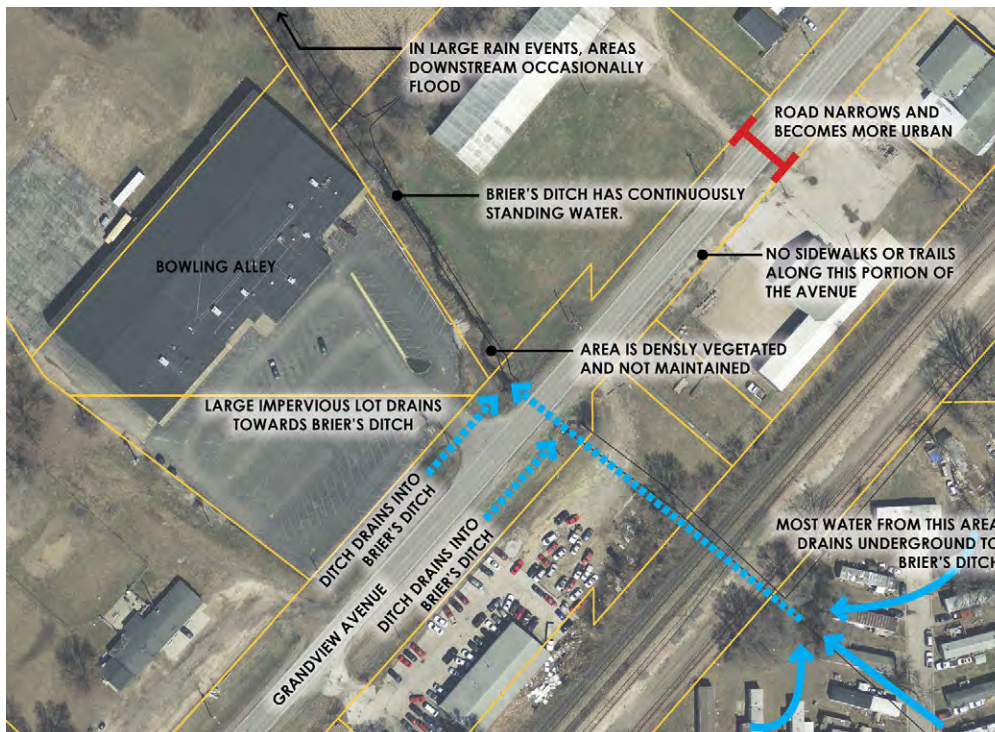 IN LARGE RAIN EVENTS, AREAS
DOWNSTREAM OCCASIONALLY
FLOOD
ROAD NARROWS AND
BECOMES MORE URBAN
BRIER'S DITCH HAS CONTINUOUSLY
STANDING WATER.
BOWLING ALLEY
NO SIDEWALKS OR TRAILS
ALONG THIS PORTION OF
THE AVENUE
AREA IS DENSLY VEGETATED
AND NOT MAINTAINED
LARGE IMPERVIOUS LOT DRAINS
TOWARDS BRIER'S DITCH
DITCH DRAINS INTO
BRIER'S DITCH
DITCH DRAINS INTO
BRIER'S DITCH
GRANDVIEW AVENUE
MOST WATER FROM THIS AREA
DRAINS UNDERGROUND TO
BRIER'S DITCH